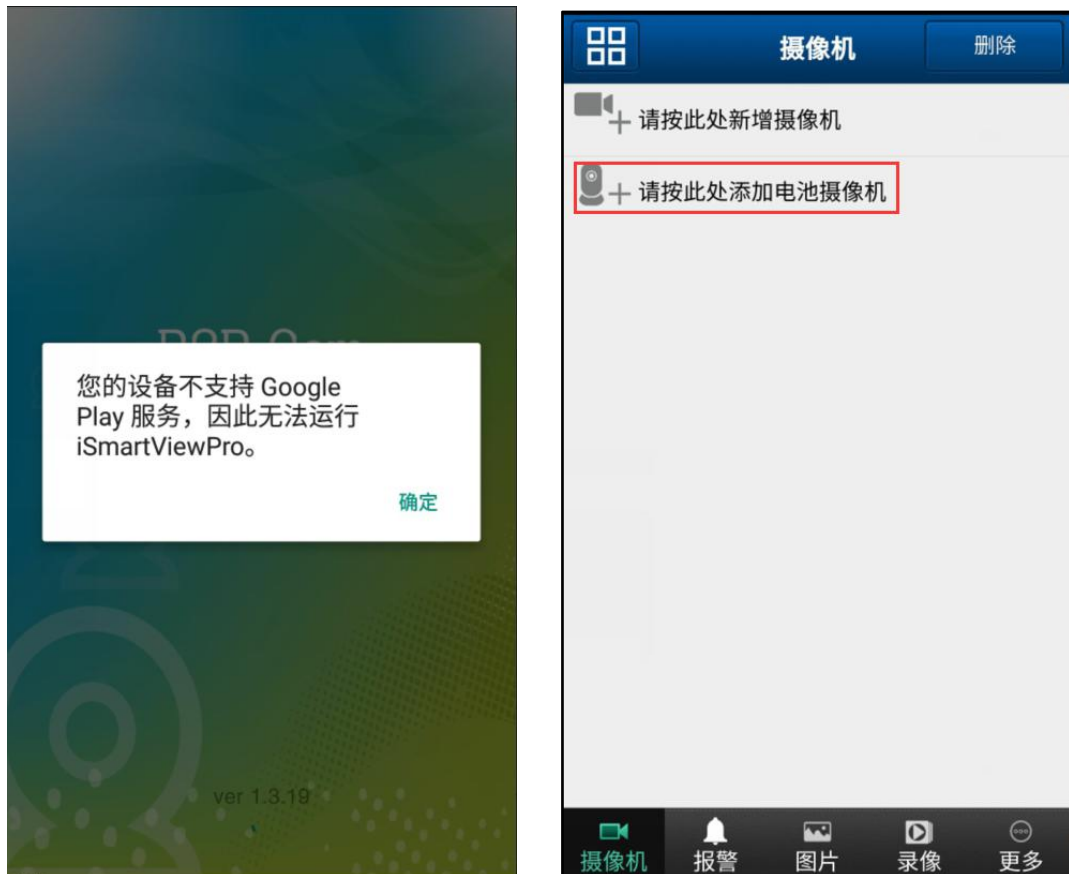 您的设备不支持 Google
Play 服务，因此无法运行
iSmartViewPro。
确定
ver 1.3.19
摄像机
删除
请按此处新增摄像机
请按此处添加电池摄像机
摄像机
报警
图片
录像
更多